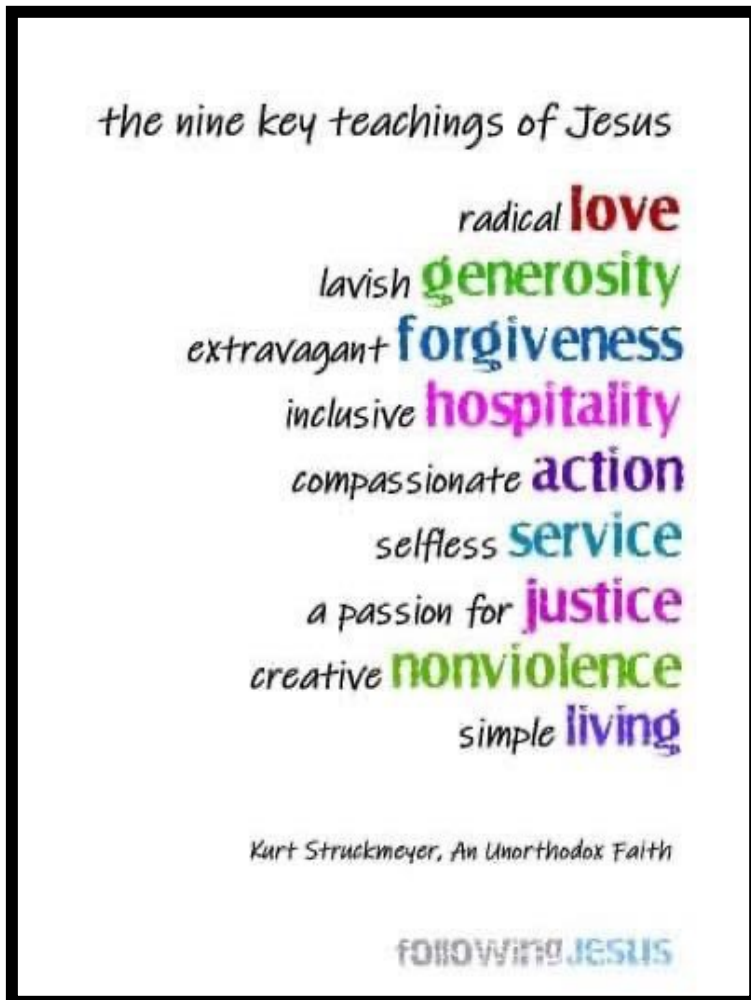 the nine key teachings of Jesus
radical love
lavish generosity
extravagant forgiveness
inclusive hospitality
compassionate action
selfless service
a passion for justice
creative nonviolence
simple living
Kurt Struckmeyer, An Unorthodox Faith
followingJESUS